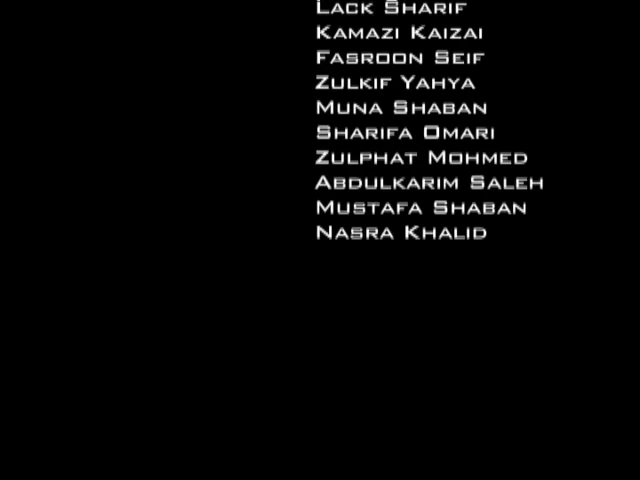 Lack Sharif
Kamazi Kaizai
Fasroon Seif
Zulkif Yahya
Muna Shaban
Sharifa Omari
Zulphat Mohmed
Abdulkarim Saleh
Mustafa Shaban
Nasra Khalid